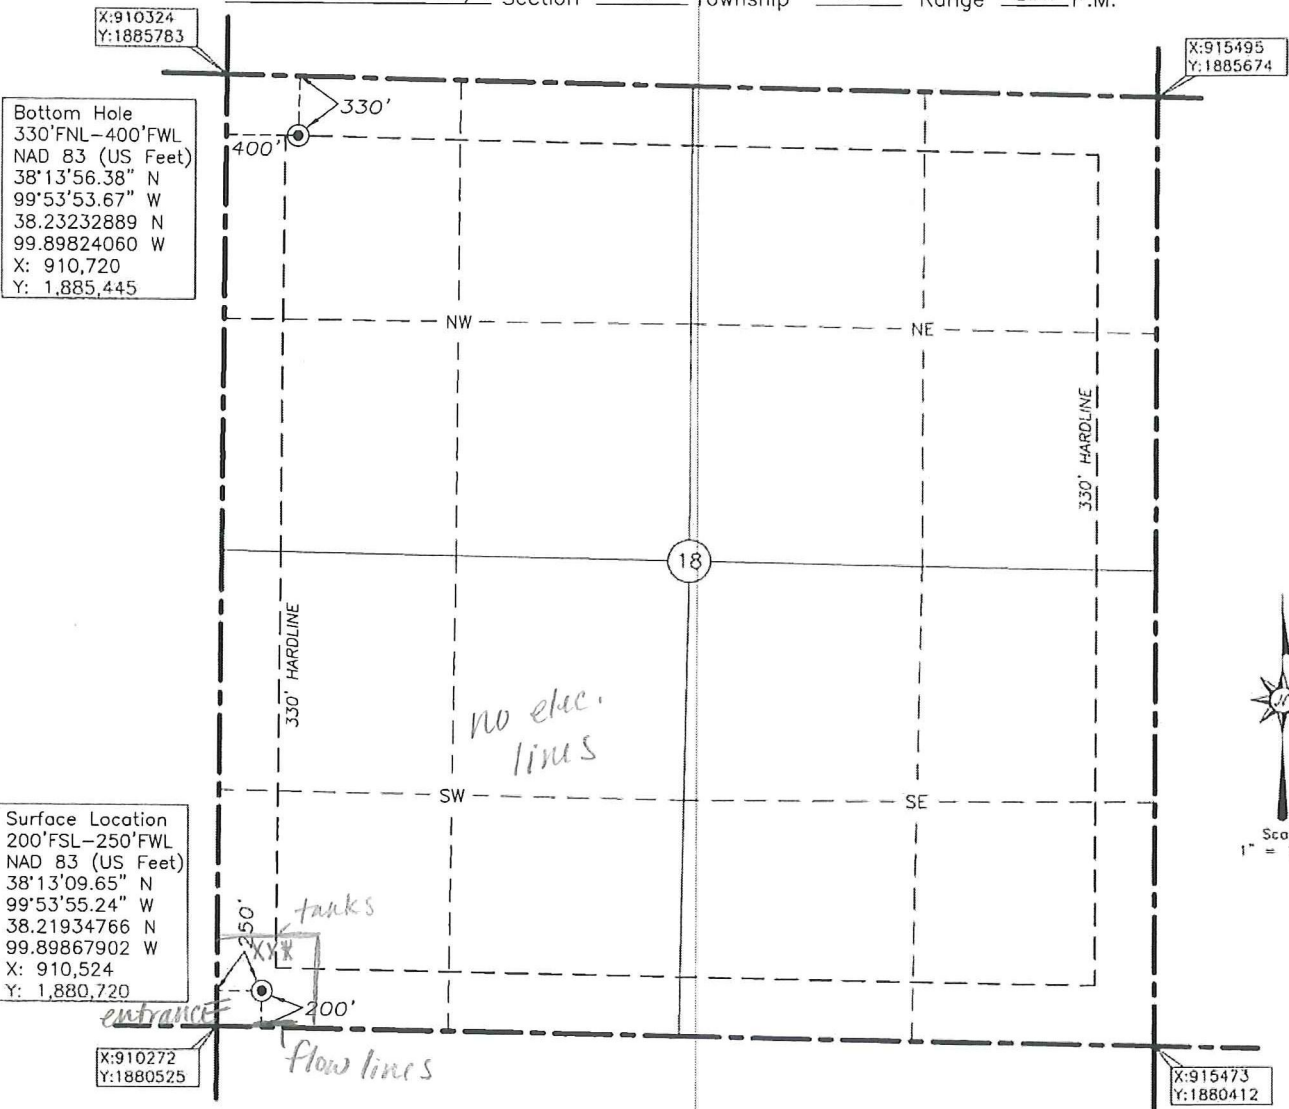 Section Township Range P.M.
X:910324
Y:1885783
X:915495
Y:1885674
Bottom Hole
330'FNL-400'FWL
NAD 83 (US Feet)
38°13'56.38" N
99°53'53.67" W
38.23232889 N
99.89824060 W
X: 910,720
Y: 1,885,445
330'
400'
NW
NE
330' HARDLINE
18
330' HARDLINE
no elec.
lines
SW
SE
Surface Location
200'FSL-250'FWL
NAD 83 (US Feet)
38°13'09.65" N
99°53'55.24" W
38.21934766 N
99.89867902 W
X: 910,524
Y: 1,880,720
250'
tanks
XXX
200'
entrance
flow lines
X:910272
Y:1880525
X:915473
Y:1880412
N
1" =